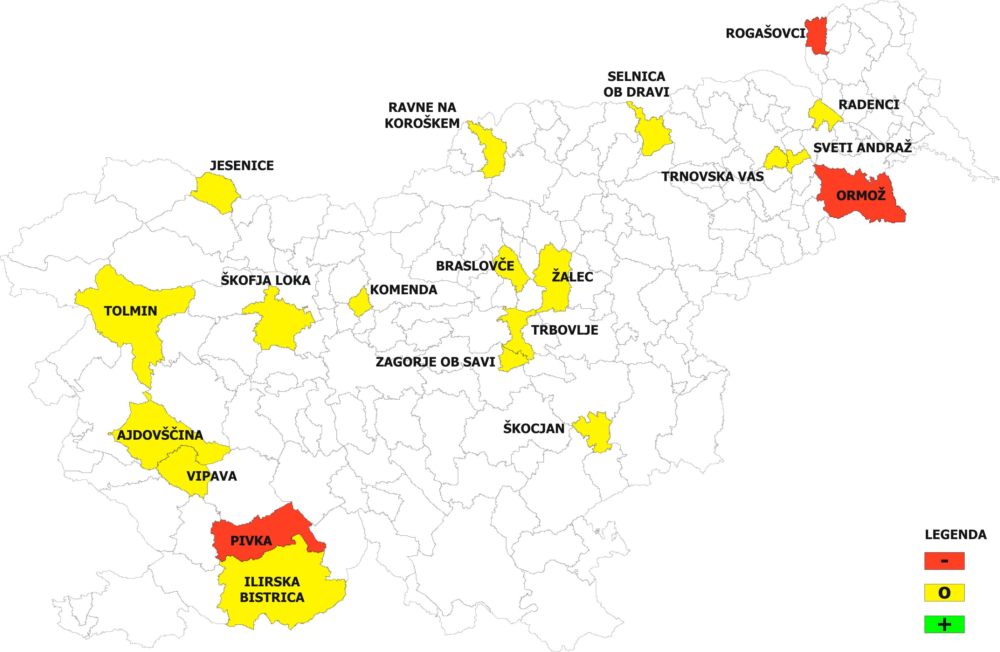 ROGAŠOVCI
SELNICA
OB DRAVI
RAVNE NA
KOROŠKEM
RADENCI
SVETI ANDRAŽ
JESENICE
TRNOVSKA VAS
ORMOŽ
BRASLOVČE
ŽALEC
ŠKOFJA LOKA
KOMENDA
TOLMIN
TRBOVLJE
ZAGORJE OB SAVI
ŠKOCJAN
AJDOVŠČINA
VIPAVA
PIVKA
ILIRSKA
BISTRICA
LEGENDA
-
o
+